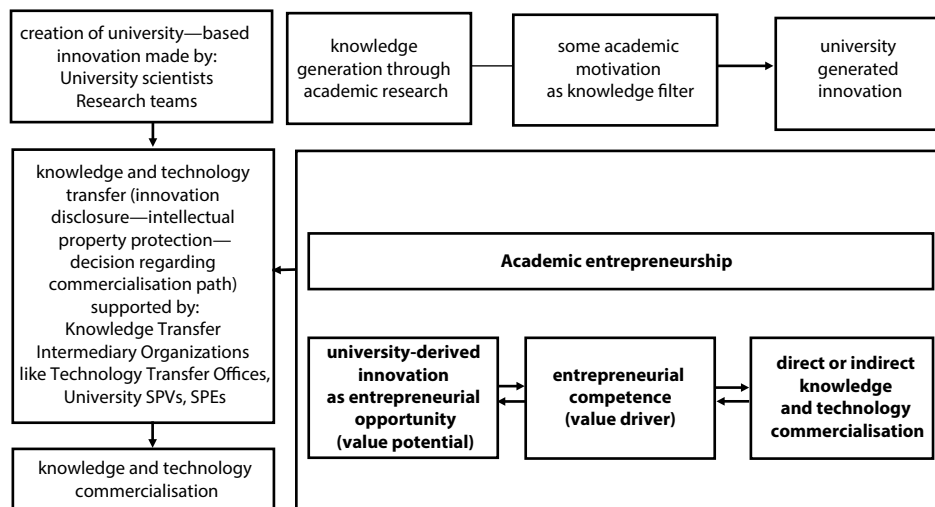 creation of university—based
innovation made by:
University scientists
Research teams
knowledge
generation through
academic research
some academic
motivation
as knowledge filter
university
generated
innovation
knowledge and technology
transfer (innovation
disclosure—intellectual
property protection—
decision regarding
commercialisation path)
supported by:
Knowledge Transfer
Intermediary Organizations
like Technology Transfer Offices,
University SPVs, SPEs
Academic entrepreneurship
university-derived
innovation
as entrepreneurial
opportunity
(value potential)
entrepreneurial
competence
(value driver)
direct or indirect
knowledge
and technology
commercialisation
knowledge and technology
commercialisation